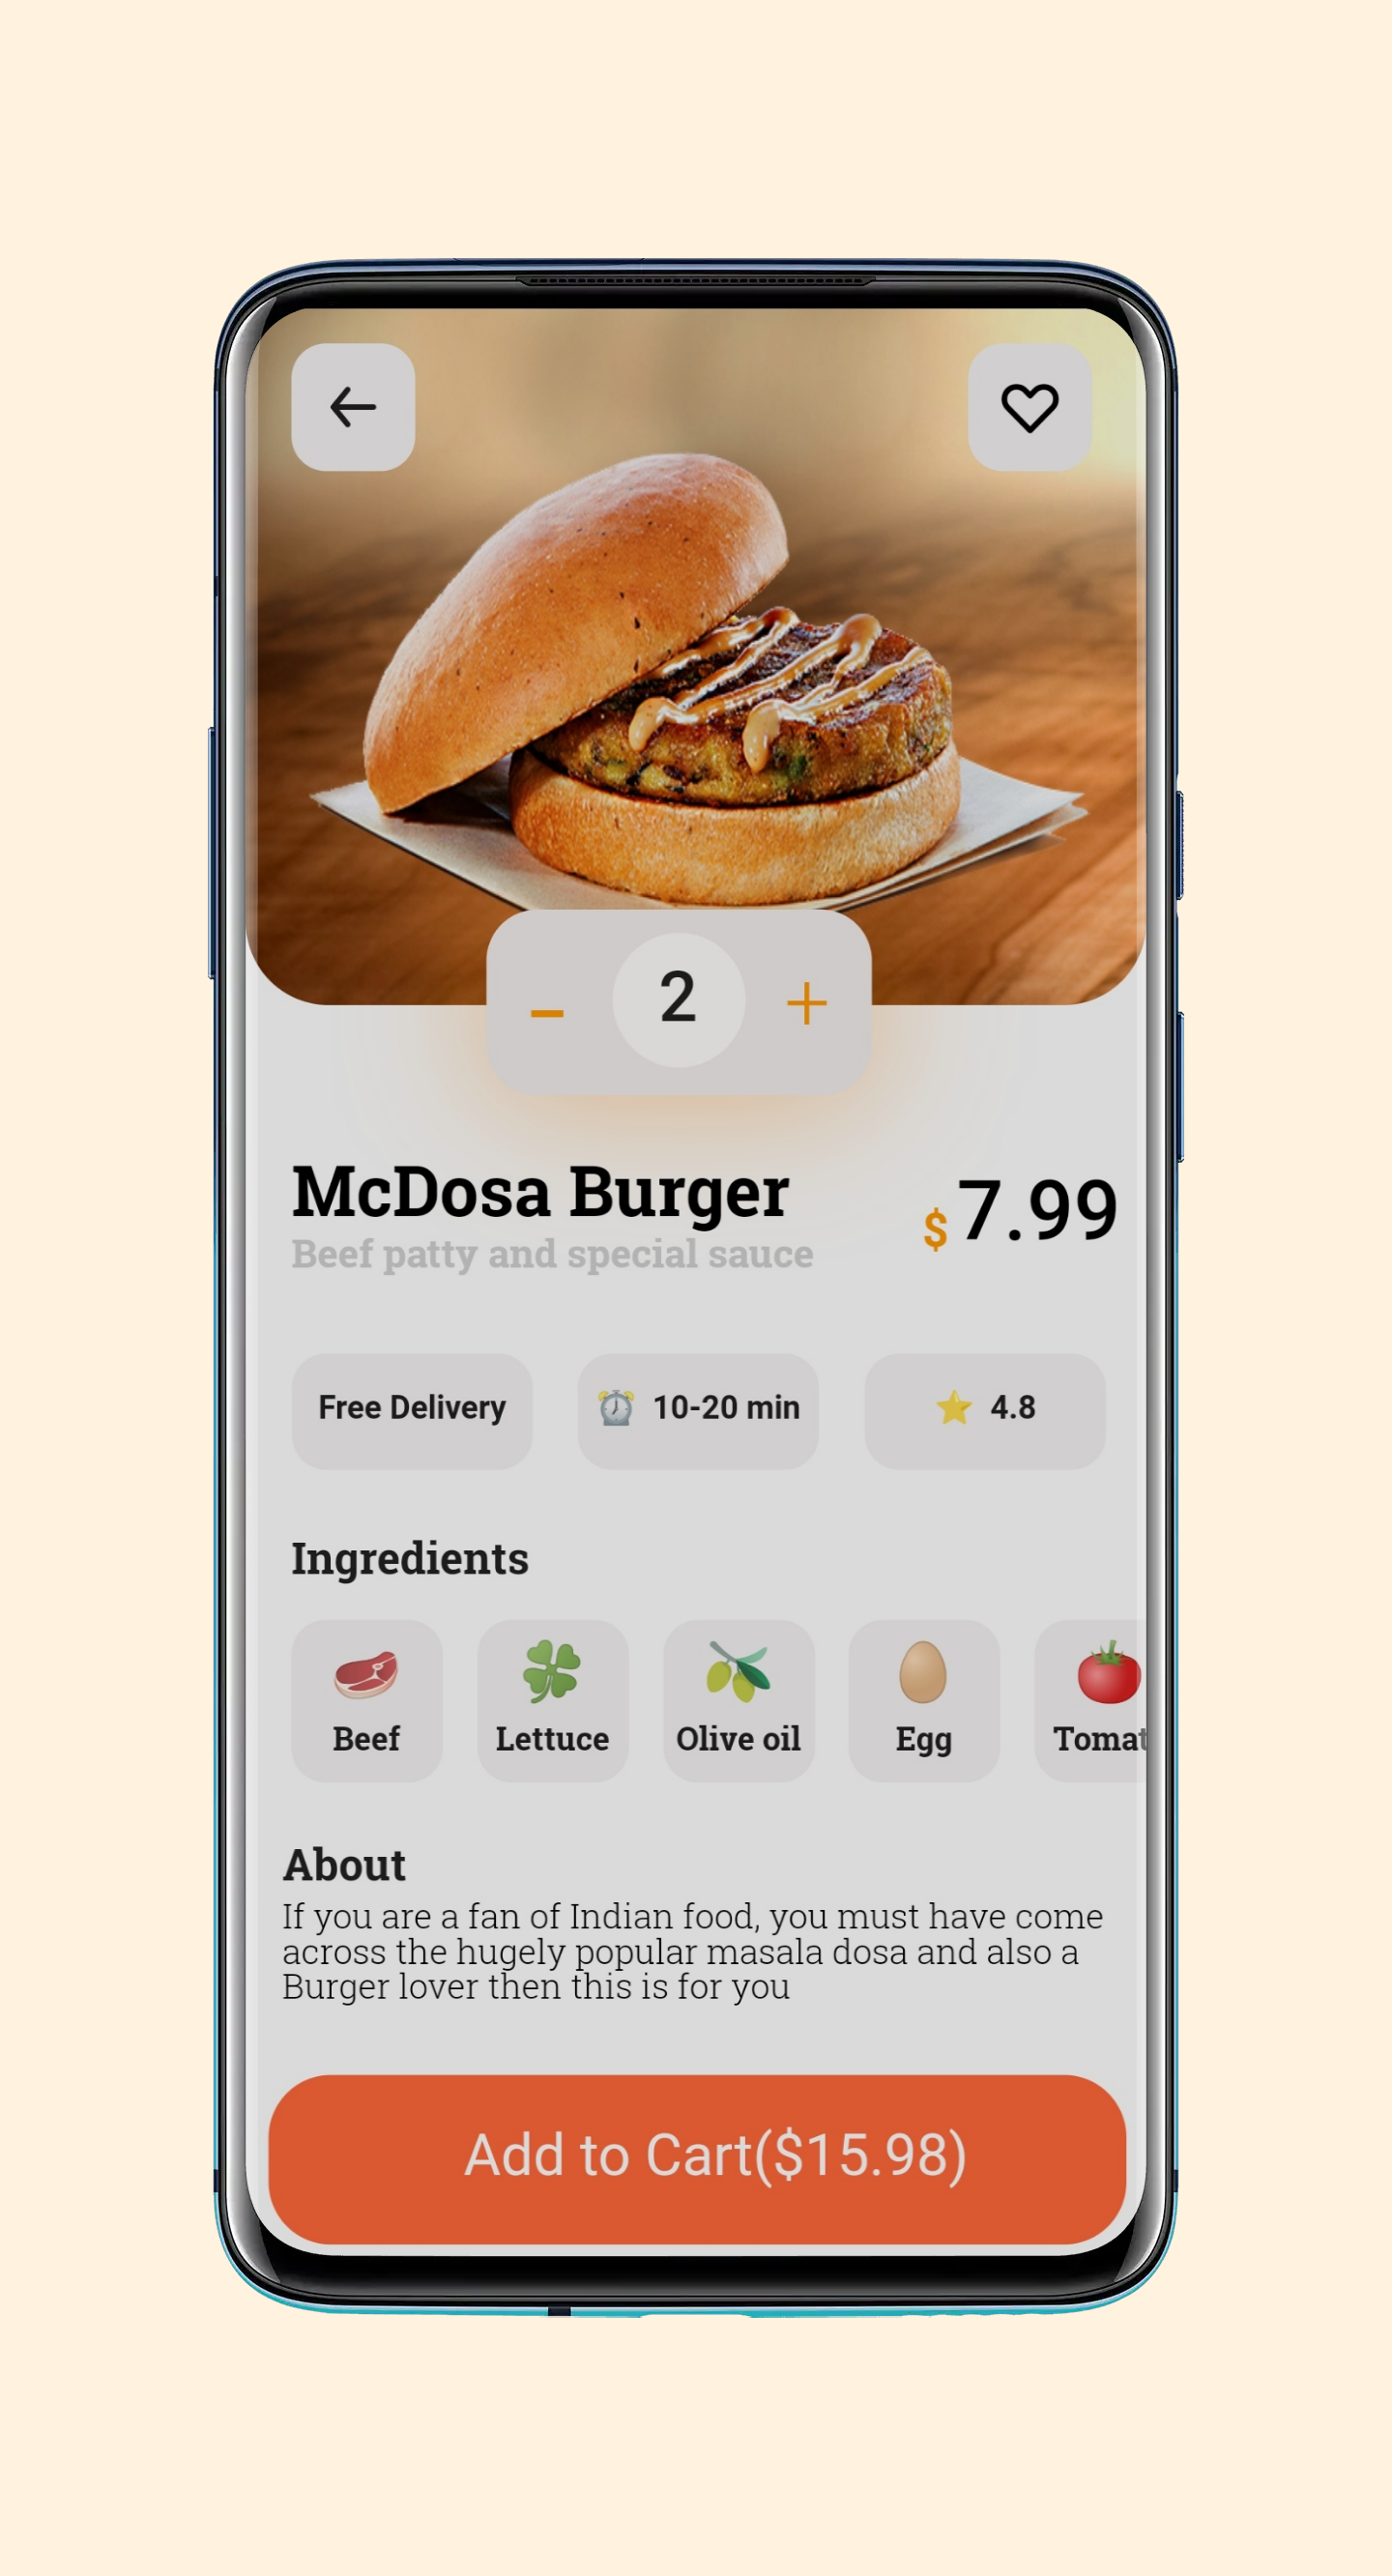 2
McDosa Burger
$7.99
Beef patty and special sauce
Free Delivery
10-20 min
4.8
Ingredients
Beef
Lettuce
Olive oil
Egg
Tomat
About
If you are a fan of Indian food, you must have come
across the hugely popular masala dosa and also a
Burger lover then this is for you
Add to Cart($15.98)